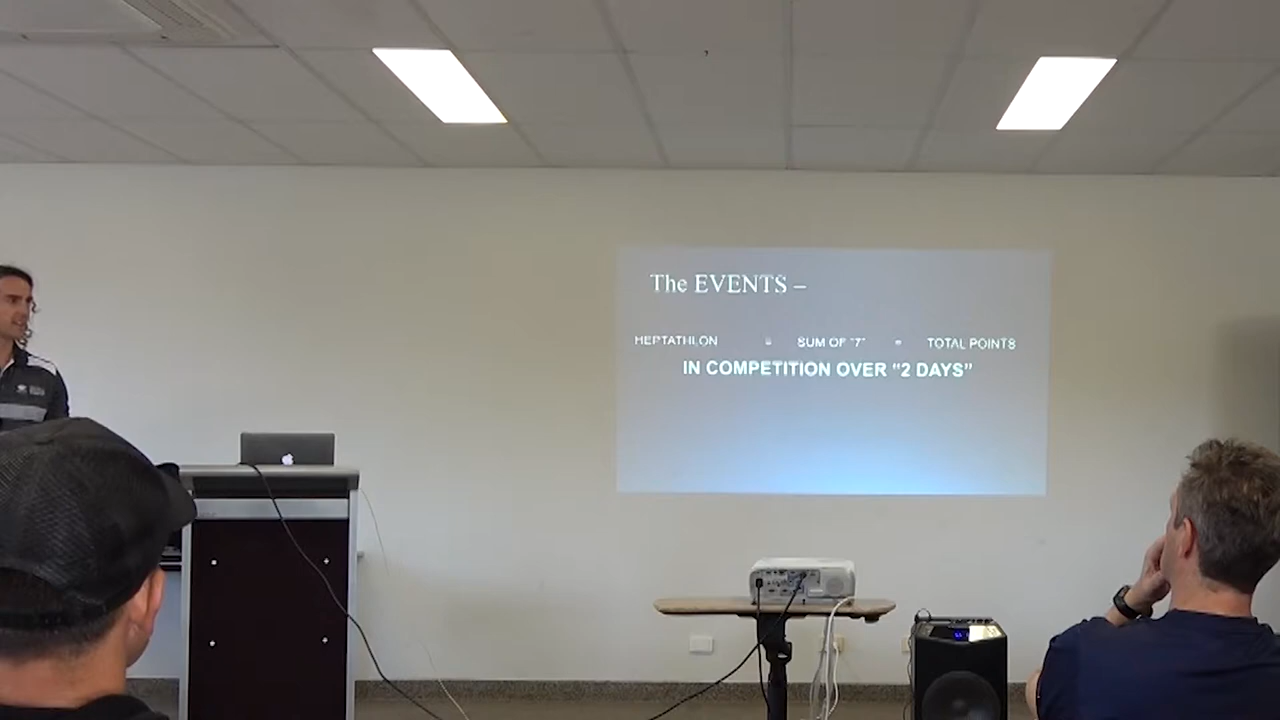 The EVENTS –
HEPTATHLON = SUM OF "7" = TOTAL POINTS
IN COMPETITION OVER “2 DAYS”